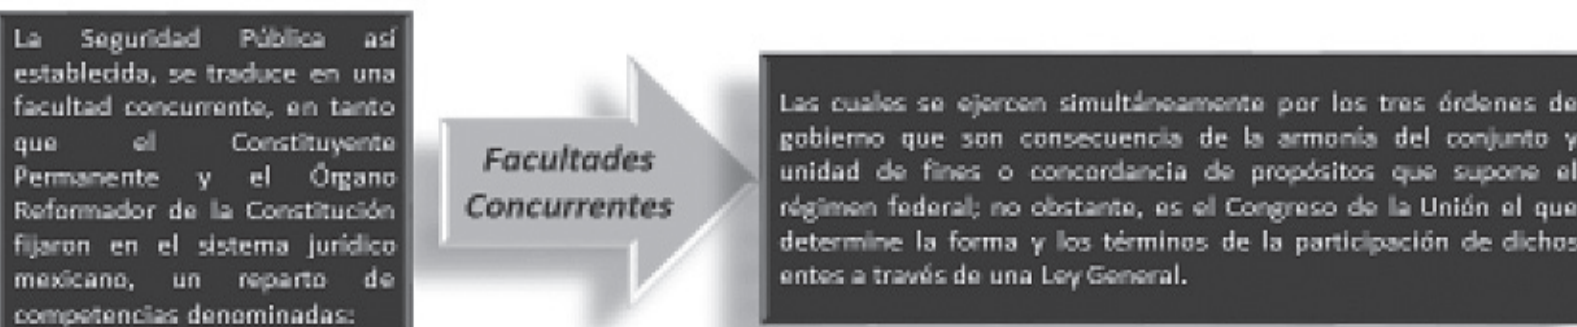 La Seguridad Pública así
establecida, se traduce en una
facultad concurrente, en tanto
que el Constituyente
Permanente y el Órgano
Reformador de la Constitución
fijaron en el sistema jurídico
mexicano, un reparto de
competencias denominadas:
Facultades
Concurrentes
Las cuales se ejercen simultáneamente por los tres órdenes de
gobierno que son consecuencia de la armonía del conjunto y
unidad de fines o concordancia de propósitos que supone el
régimen federal; no obstante, es el Congreso de la Unión el que
determine la forma y los términos de la participación de dichos
entes a través de una Ley General.